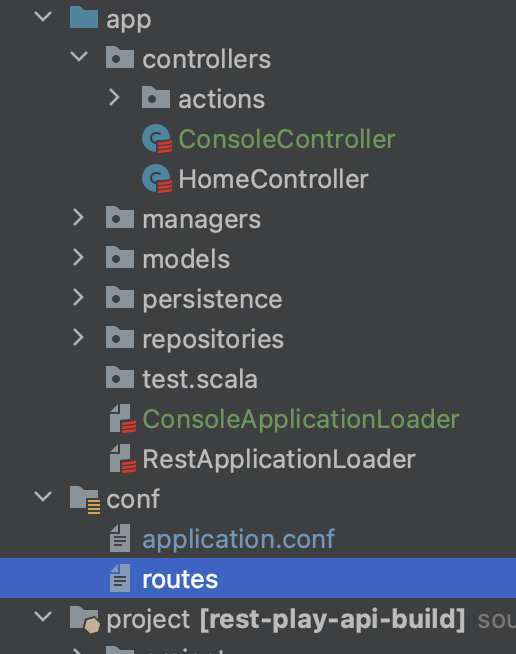 app
controllers
actions
ConsoleController
HomeController
managers
models
persistence
repositories
test.scala
ConsoleApplicationLoader
RestApplicationLoader
conf
application.conf
routes
project [rest-play-api-build]